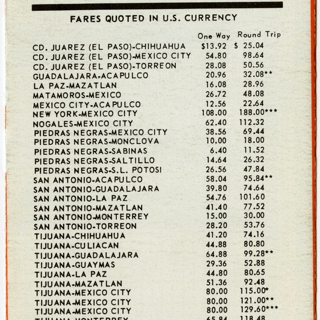 FARES QUOTED IN U.S. CURRENCY
One Way Round Trip
CD. JUAREZ (EL PASO)-CHIHUAHUA $13.92 $ 25.04
CD. JUAREZ (EL PASO)-MEXICO CITY 54.80 98.64
CD. JUAREZ (EL PASO)-TORREON 28.08 50.56
GUADALAJARA-ACAPULCO 20.96 32.08**
LA PAZ-MAZATLAN 16.08 28.96
MATAMOROS-MEXICO 26.72 48.08
MEXICO CITY-ACAPULCO 12.56 22.64
NEW YORK-MEXICO CITY 108.00 188.00***
NOGALES-MEXICO CITY 62.40 112.32
PIEDRAS NEGRAS-MEXICO CITY 38.56 69.44
PIEDRAS NEGRAS-MONCLOVA 10.00 18.00
PIEDRAS NEGRAS-SABINAS 6.40 11.52
PIEDRAS NEGRAS-SALTILLO 14.64 26.32
PIEDRAS NEGRAS-S.L. POTOSI 26.56 47.84
SAN ANTONIO-ACAPULCO 58.04 95.84**
SAN ANTONIO-GUADALAJARA 39.80 74.64
SAN ANTONIO-LA PAZ 54.76 101.60
SAN ANTONIO-MAZATLAN 41.40 77.52
SAN ANTONIO-MONTERREY 15.00 30.00
SAN ANTONIO-TORREON 28.20 53.76
TIJUANA-CHIHUAHUA 41.20 74.16
TIJUANA-CULIACAN 44.88 80.80
TIJUANA-GUADALAJARA 64.88 99.28**
TIJUANA-GUAYMAS 29.36 52.88
TIJUANA-LA PAZ 44.80 80.65
TIJUANA-MAZATLAN 51.36 92.48
TIJUANA-MEXICO CITY 80.00 115.00*
TIJUANA-MEXICO CITY 80.00 121.00**
TIJUANA-MEXICO CITY 80.00 129.60***
TIJUANA-MONTERREY 65.84 118.48